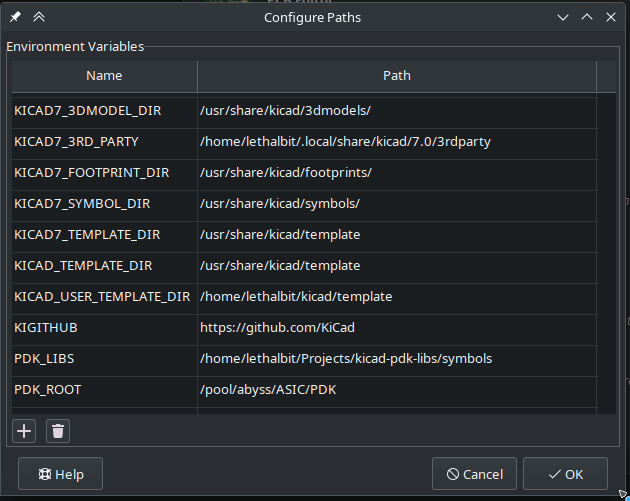 Configure Paths
Environment Variables
Name Path
KICAD7_3DMODEL_DIR /usr/share/kicad/3dmodels/
KICAD7_3RD_PARTY /home/lethalbit/.local/share/kicad/7.0/3rdparty
KICAD7_FOOTPRINT_DIR /usr/share/kicad/footprints/
KICAD7_SYMBOL_DIR /usr/share/kicad/symbols/
KICAD7_TEMPLATE_DIR /usr/share/kicad/template
KICAD_TEMPLATE_DIR /usr/share/kicad/template
KICAD_USER_TEMPLATE_DIR /home/lethalbit/kicad/template
KIGITHUB https://github.com/KiCad
PDK_LIBS /home/lethalbit/Projects/kicad-pdk-libs/symbols
PDK_ROOT /pool/abyss/ASIC/PDK
Help Cancel OK